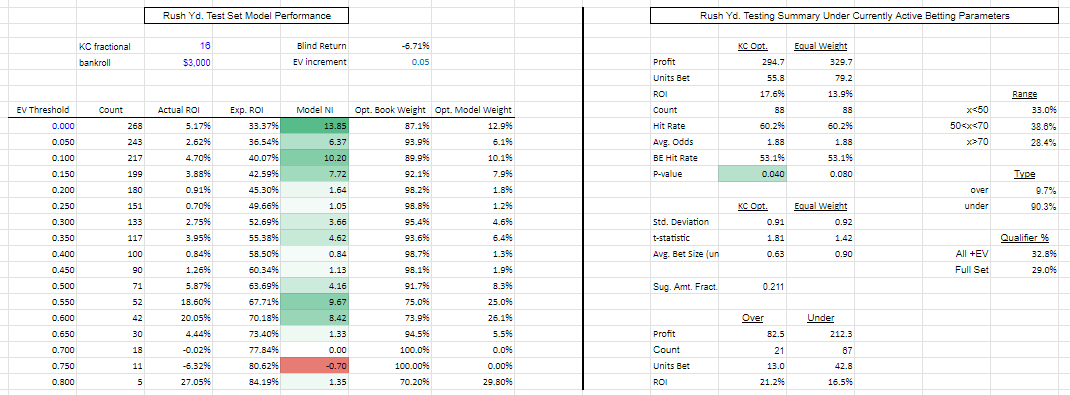 Rush Yd. Test Set Model Performance
KC fractional 16 Blind Return -6.71%
bankroll $3,000 EV increment 0.05
EV Threshold Count Actual ROI Exp. ROI Model NI Opt. Book Weight Opt. Model Weight
0.000 268 5.17% 33.37% 13.85 87.1% 12.9%
0.050 243 2.62% 36.54% 6.37 93.9% 6.1%
0.100 217 4.70% 40.07% 10.20 89.9% 10.1%
0.150 199 3.88% 42.59% 7.72 92.1% 7.9%
0.200 180 0.91% 45.30% 1.64 98.2% 1.8%
0.250 151 0.70% 49.66% 1.05 98.8% 1.2%
0.300 133 2.75% 52.69% 3.66 95.4% 4.6%
0.350 117 3.95% 55.38% 4.62 93.6% 6.4%
0.400 100 0.84% 58.50% 0.84 98.7% 1.3%
0.450 90 1.26% 60.34% 1.13 98.1% 1.9%
0.500 71 5.87% 63.69% 4.16 91.7% 8.3%
0.550 52 18.60% 67.71% 9.67 75.0% 25.0%
0.600 42 20.05% 70.18% 8.42 73.9% 26.1%
0.650 30 4.44% 73.40% 1.33 94.5% 5.5%
0.700 18 -0.02% 77.84% 0.00 100.0% 0.0%
0.750 11 -6.32% 80.62% -0.70 100.00% 0.00%
0.800 5 27.05% 84.19% 1.35 70.20% 29.80%
Rush Yd. Testing Summary Under Currently Active Betting Parameters
KC Opt. Equal Weight
Profit 294.7 329.7
Units Bet 55.8 79.2
ROI 17.6% 13.9% Range
Count 88 88 x<50 33.0%
Hit Rate 60.2% 60.2% 50<x<70 38.6%
Avg. Odds 1.88 1.88 x>70 28.4%
BE Hit Rate 53.1% 53.1%
P-value 0.040 0.080 Type
over 9.7%
KC Opt. Equal Weight under 90.3%
Std. Deviation 0.91 0.92
t-statistic 1.81 1.42 Qualifier %
Avg. Bet Size (un 0.63 0.90 All +EV 32.8%
Full Set 29.0%
Sug. Amt. Fract. 0.211
Over Under
Profit 82.5 212.3
Count 21 67
Units Bet 13.0 42.8
ROI 21.2% 16.5%